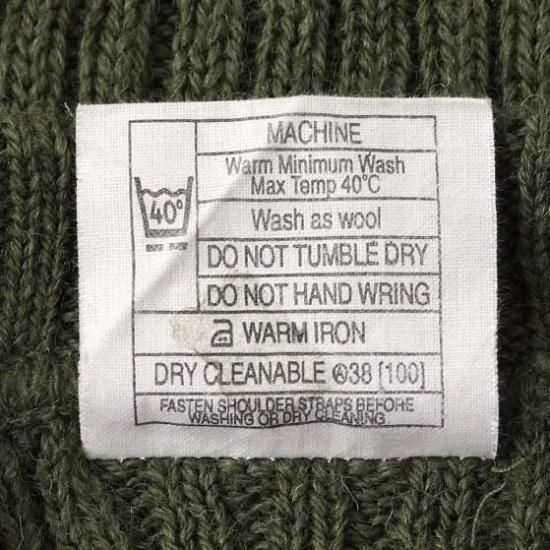 MACHINE
Warm Minimum Wash
Max Temp 40°C
40°
Wash as wool
DO NOT TUMBLE DRY
DO NOT HAND WRING
WARM IRON
DRY CLEANABLE Ⓐ38 [100]
FASTEN SHOULDER STRAPS BEFORE
WASHING OR DRY CLEANING